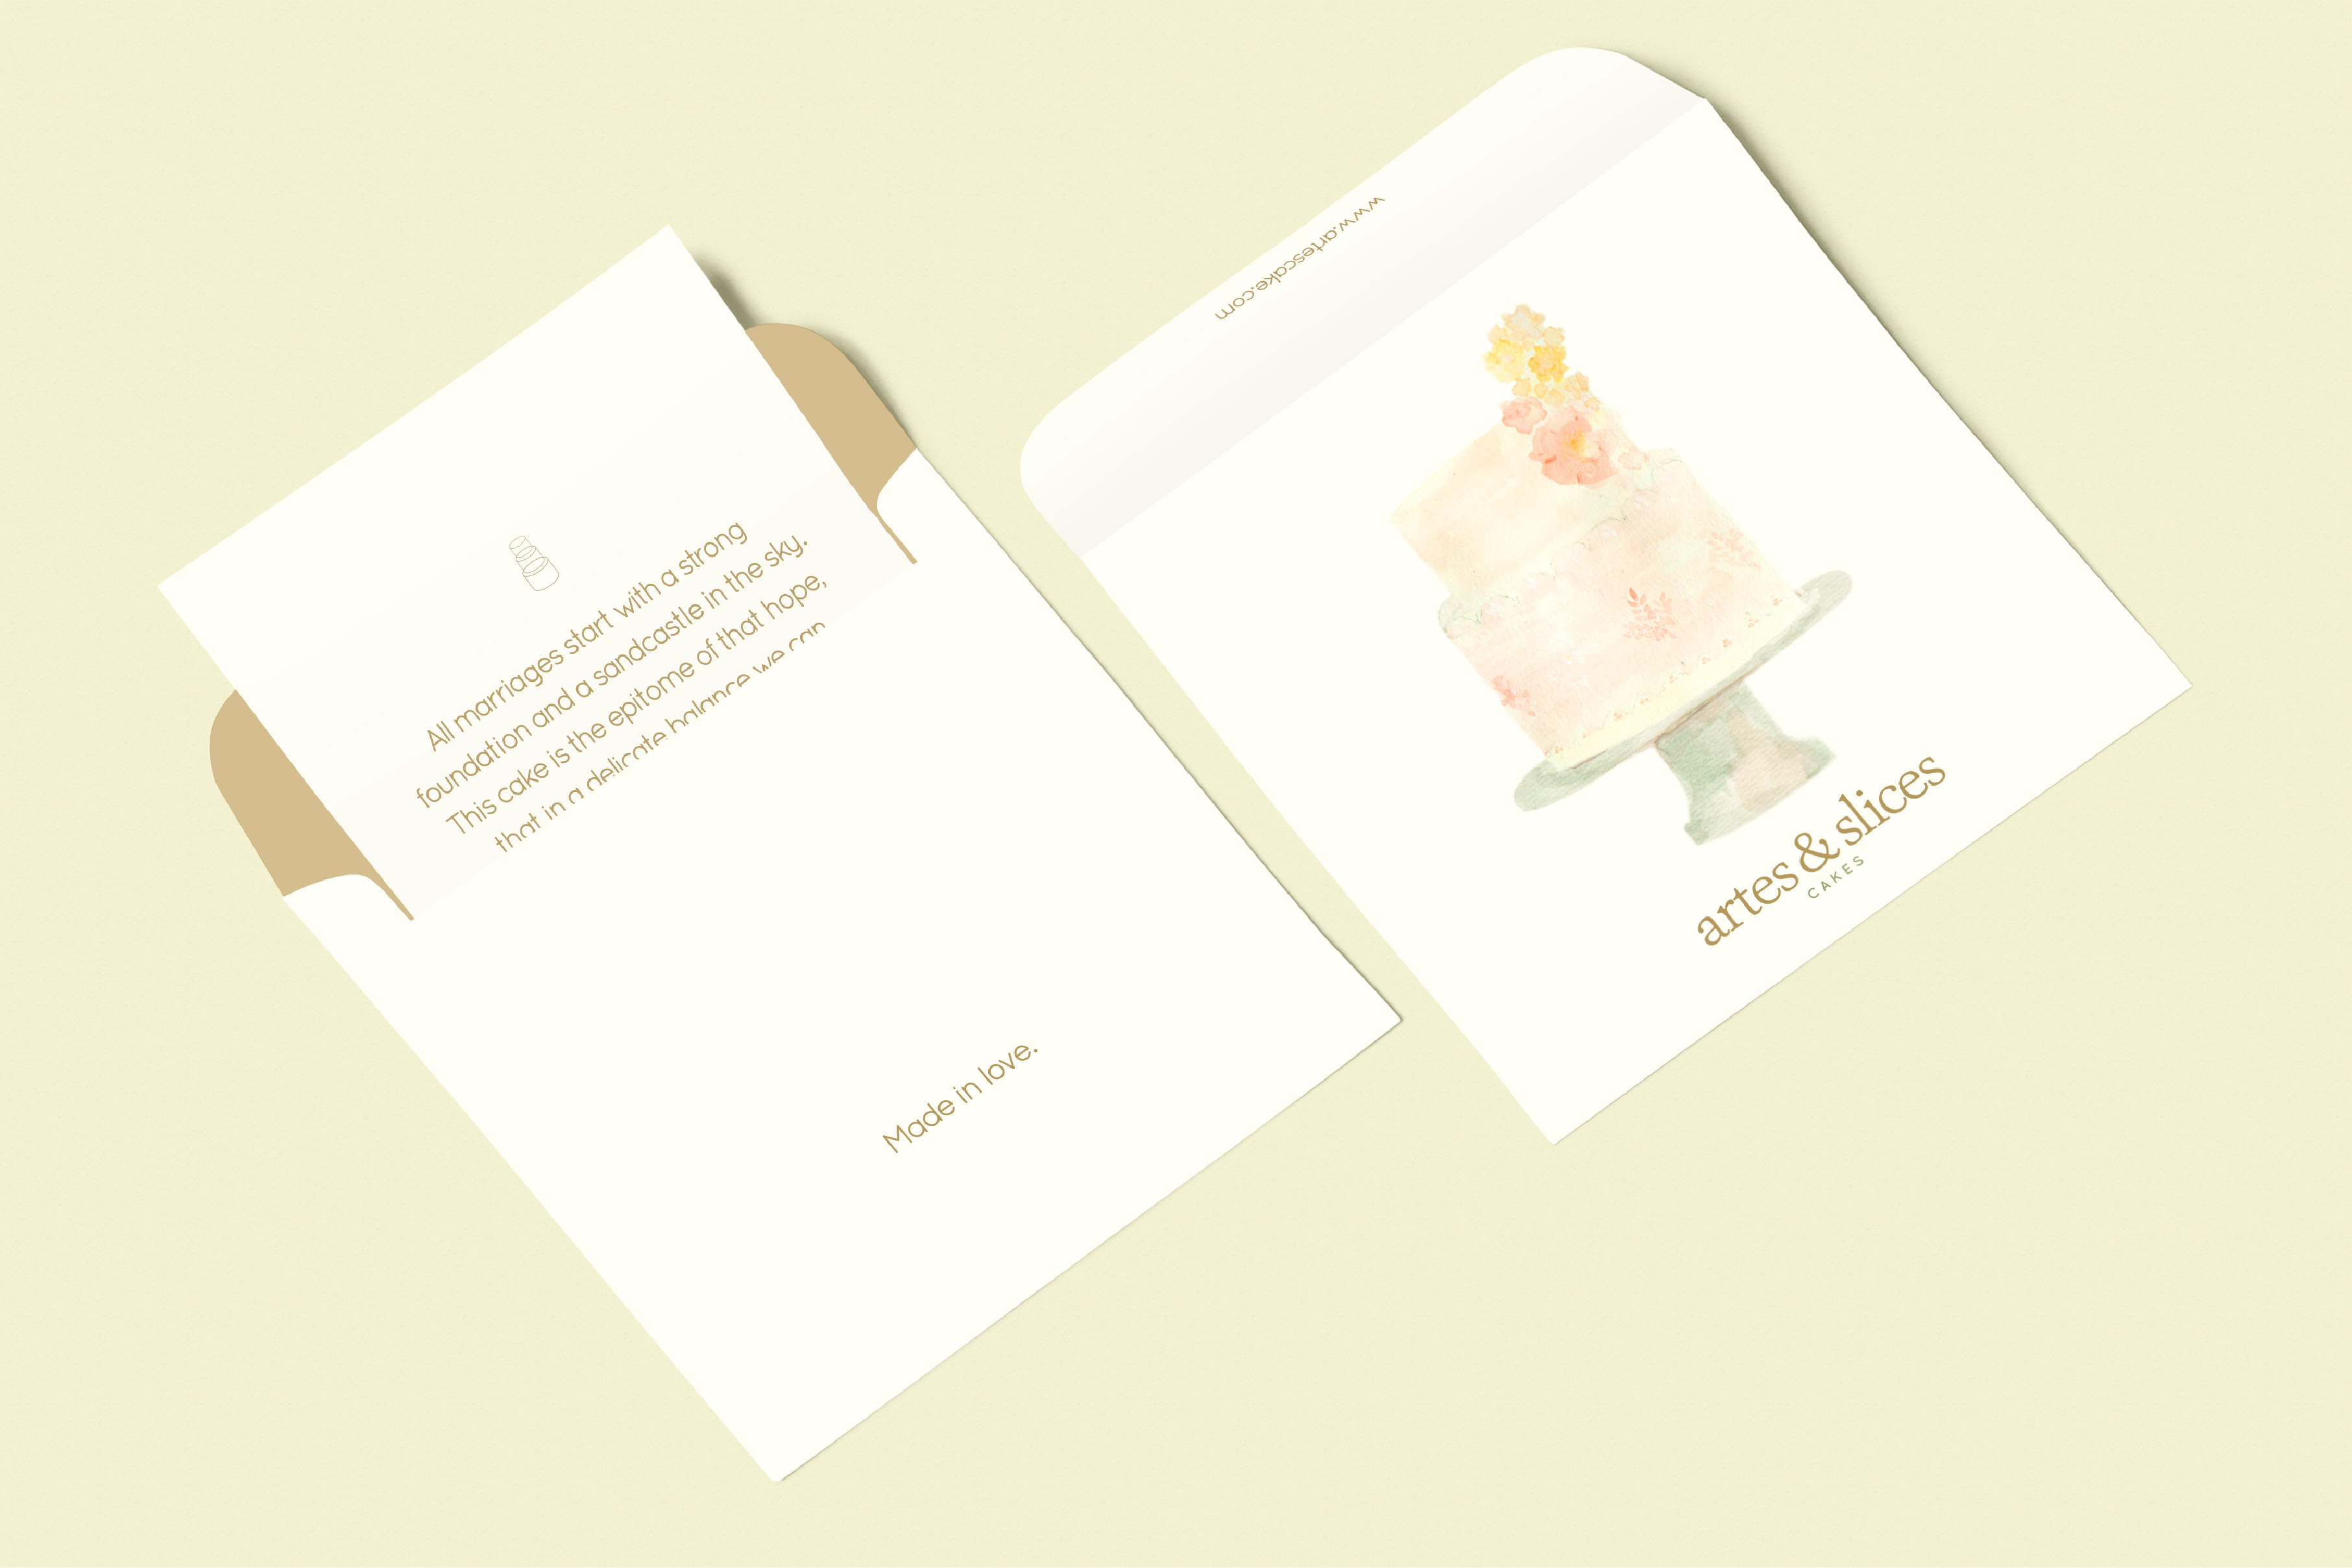 All marriages start with a strong
foundation and a sandcastle in the sky.
This cake is the epitome of that hope,
that in a delicate balance we can
Made in love.
www.artescake.com
artes & slices
CAKES